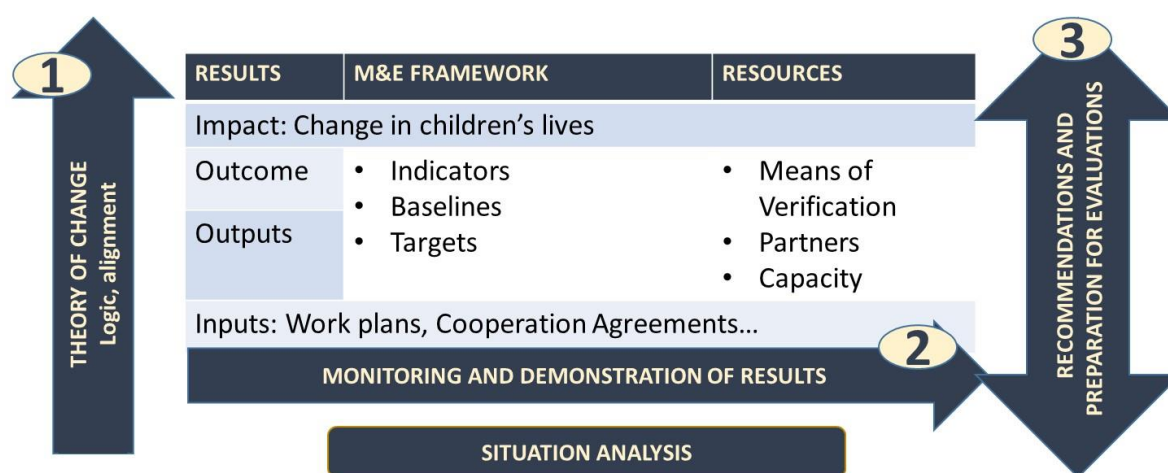 1
THEORY OF CHANGE
Logic, alignment
RESULTS
M&E FRAMEWORK
RESOURCES
Impact: Change in children’s lives
Outcome
Outputs
• Indicators
• Baselines
• Targets
• Means of
Verification
• Partners
• Capacity
Inputs: Work plans, Cooperation Agreements…
2
MONITORING AND DEMONSTRATION OF RESULTS
SITUATION ANALYSIS
3
RECOMMENDATIONS AND
PREPARATION FOR EVALUATIONS